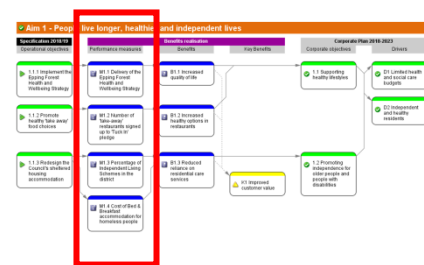 Aim 1 - People live longer, healthier and independent lives
Specification 2018/19
Benefits realisation
Corporate Plan 2018-2023
Operational objectives
Performance measures
Benefits
Key Benefits
Corporate objectives
Drivers
1.1.1 Implement the
Epping Forest
Health and
Wellbeing Strategy
M1.1 Delivery of the
Epping Forest
Health and
Wellbeing Strategy
B1.1 Increased
quality of life
1.1 Supporting
healthy lifestyles
D1 Limited health
and social care
budgets
1.1.2 Promote
healthy 'take away'
food choices
M1.2 Number of
'take-away'
restaurants signed
up to 'Tuck in'
pledge
B1.2 Increased
healthy options in
restaurants
D2 Independent
and healthy
residents
1.1.3 Redesign the
Council's sheltered
housing
accommodation
M1.3 Percentage of
Independent Living
Schemes in the
district
B1.3 Reduced
reliance on
residential care
services
K1 Improved
customer value
1.2 Promoting
independence for
older people and
people with
disabilities
M1.4 Cost of Bed &
Breakfast
accommodation for
homeless people